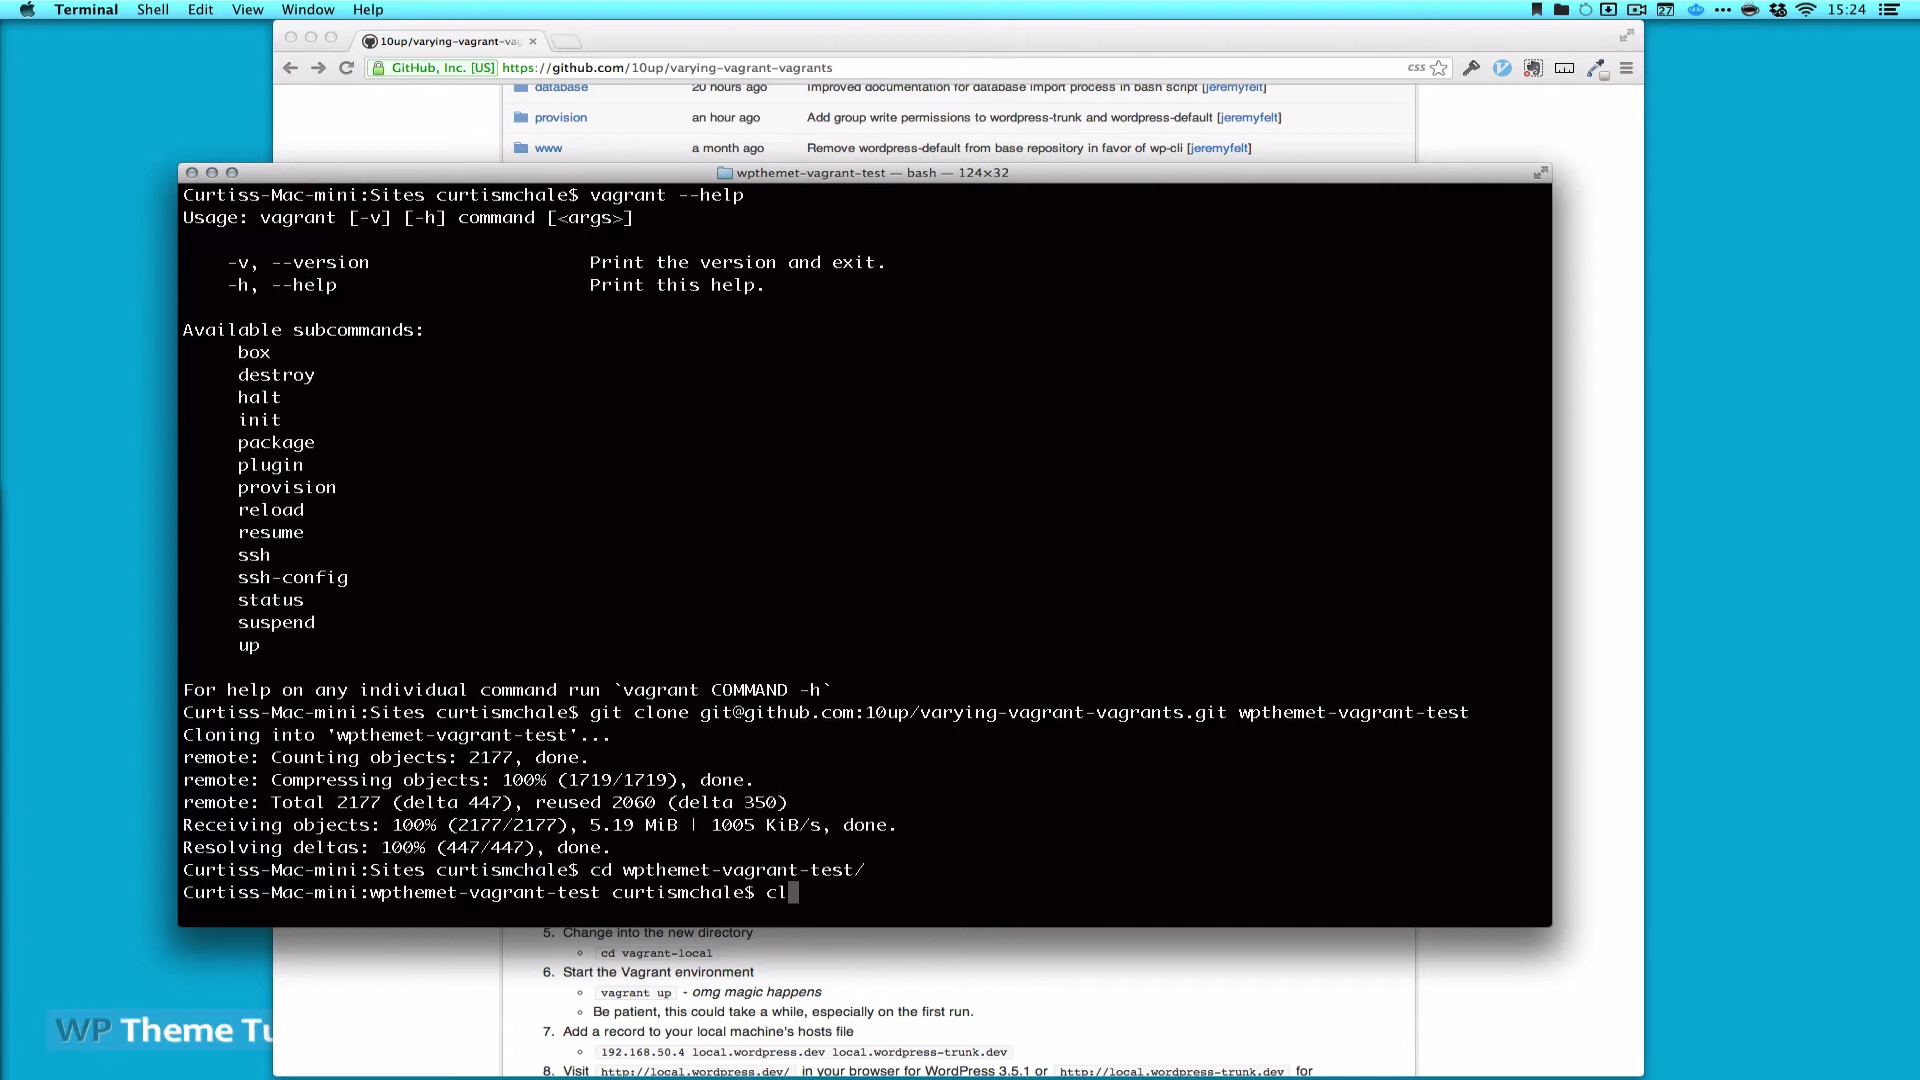 Terminal Shell Edit View Window Help
27 15:24
10up/varying-vagrant-vag
GitHub, Inc. [US] https://github.com/10up/varying-vagrant-vagrants css
database 20 hours ago Improved documentation for database import process in bash script [jeremyfelt]
provision an hour ago Add group write permissions to wordpress-trunk and wordpress-default [jeremyfelt]
www a month ago Remove wordpress-default from base repository in favor of wp-cli [jeremyfelt]
wpthemet-vagrant-test — bash — 124×32
Curtiss-Mac-mini:Sites curtismchale$ vagrant --help
Usage: vagrant [-v] [-h] command [<args>]
-v, --version Print the version and exit.
-h, --help Print this help.
Available subcommands:
box
destroy
halt
init
package
plugin
provision
reload
resume
ssh
ssh-config
status
suspend
up
For help on any individual command run `vagrant COMMAND -h`
Curtiss-Mac-mini:Sites curtismchale$ git clone git@github.com:10up/varying-vagrant-vagrants.git wpthemet-vagrant-test
Cloning into 'wpthemet-vagrant-test'...
remote: Counting objects: 2177, done.
remote: Compressing objects: 100% (1719/1719), done.
remote: Total 2177 (delta 447), reused 2060 (delta 350)
Receiving objects: 100% (2177/2177), 5.19 MiB | 1005 KiB/s, done.
Resolving deltas: 100% (447/447), done.
Curtiss-Mac-mini:Sites curtismchale$ cd wpthemet-vagrant-test/
Curtiss-Mac-mini:wpthemet-vagrant-test curtismchale$ cl
5. Change into the new directory
cd vagrant-local
6. Start the Vagrant environment
vagrant up - omg magic happens
Be patient, this could take a while, especially on the first run.
7. Add a record to your local machine's hosts file
192.168.50.4 local.wordpress.dev local.wordpress-trunk.dev
8. Visit http://local.wordpress.dev/ in your browser for WordPress 3.5.1 or http://local.wordpress-trunk.dev for
WP Theme Tu